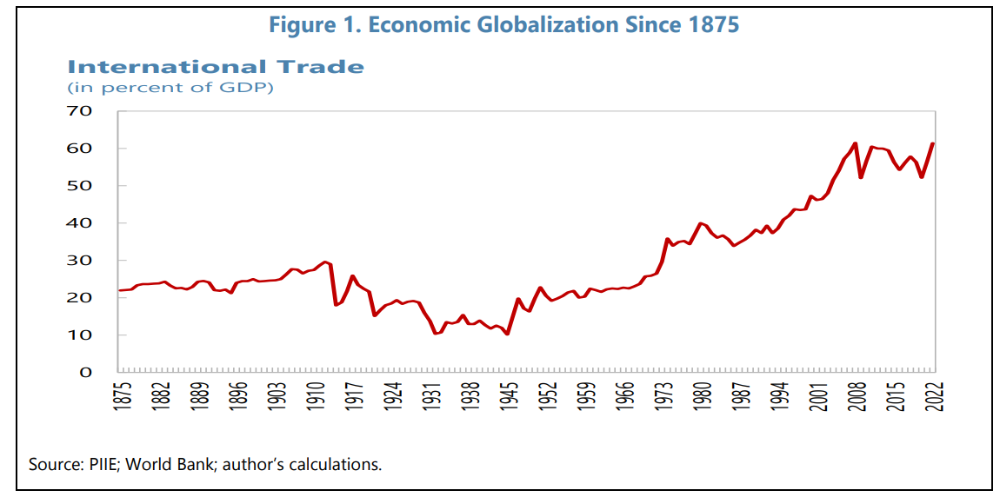 Figure 1. Economic Globalization Since 1875
International Trade
(in percent of GDP)
70
60
50
40
30
20
10
0
1875 1882 1889 1896 1903 1910 1917 1924 1931 1938 1945 1952 1959 1966 1973 1980 1987 1994 2001 2008 2015 2022
Source: PIIE; World Bank; author’s calculations.